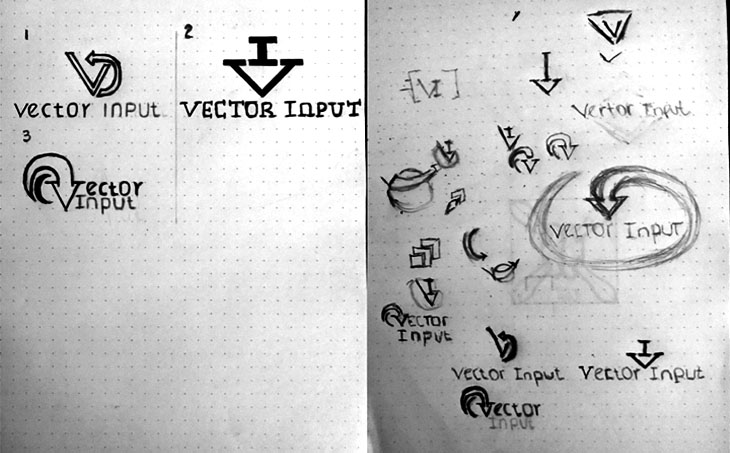 1
2
Vector Input
I
VECTOR INPUT
3
Vector
Input
V
I
[VI]
Vector Input
I
I
VECTOR INPUT
I
VECTOR
INPUT
I
Vector Input
VECTOR INPUT
Vector
Input